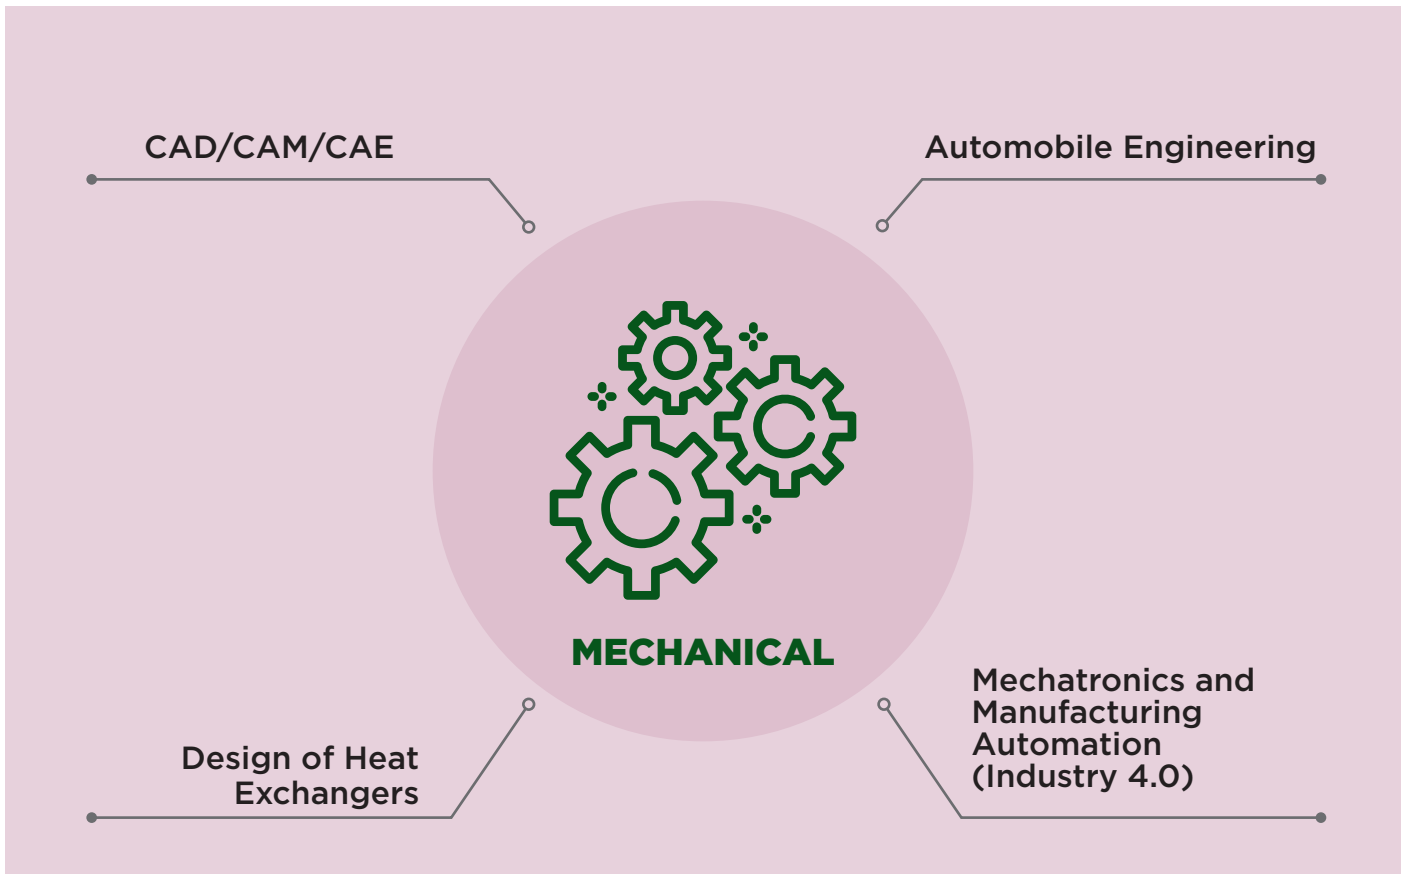 CAD/CAM/CAE
Automobile Engineering
MECHANICAL
Design of Heat
Exchangers
Mechatronics and
Manufacturing
Automation
(Industry 4.0)